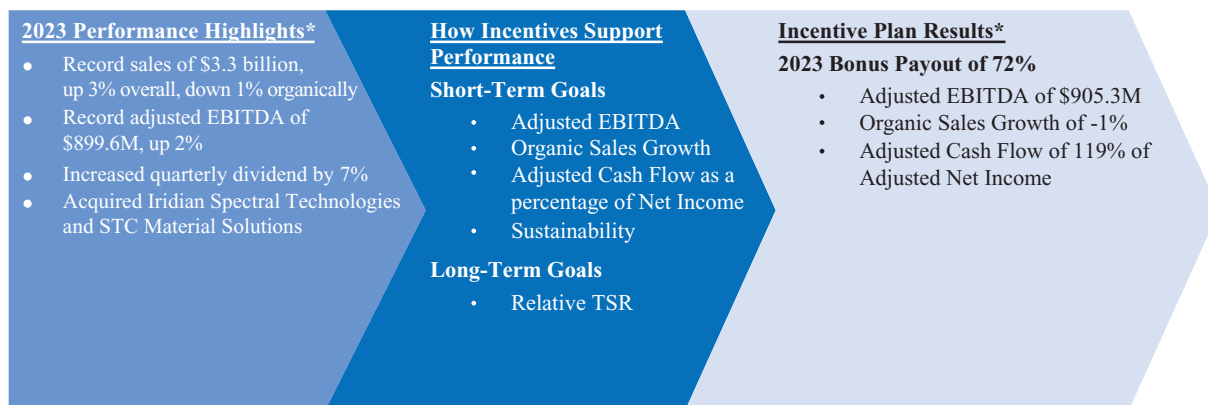 2023 Performance Highlights*
● Record sales of $3.3 billion,
up 3% overall, down 1% organically
● Record adjusted EBITDA of
$899.6M, up 2%
● Increased quarterly dividend by 7%
● Acquired Iridian Spectral Technologies
and STC Material Solutions
How Incentives Support
Performance
Short-Term Goals
• Adjusted EBITDA
• Organic Sales Growth
• Adjusted Cash Flow as a
percentage of Net Income
• Sustainability
Long-Term Goals
• Relative TSR
Incentive Plan Results*
2023 Bonus Payout of 72%
• Adjusted EBITDA of $905.3M
• Organic Sales Growth of -1%
• Adjusted Cash Flow of 119% of
Adjusted Net Income